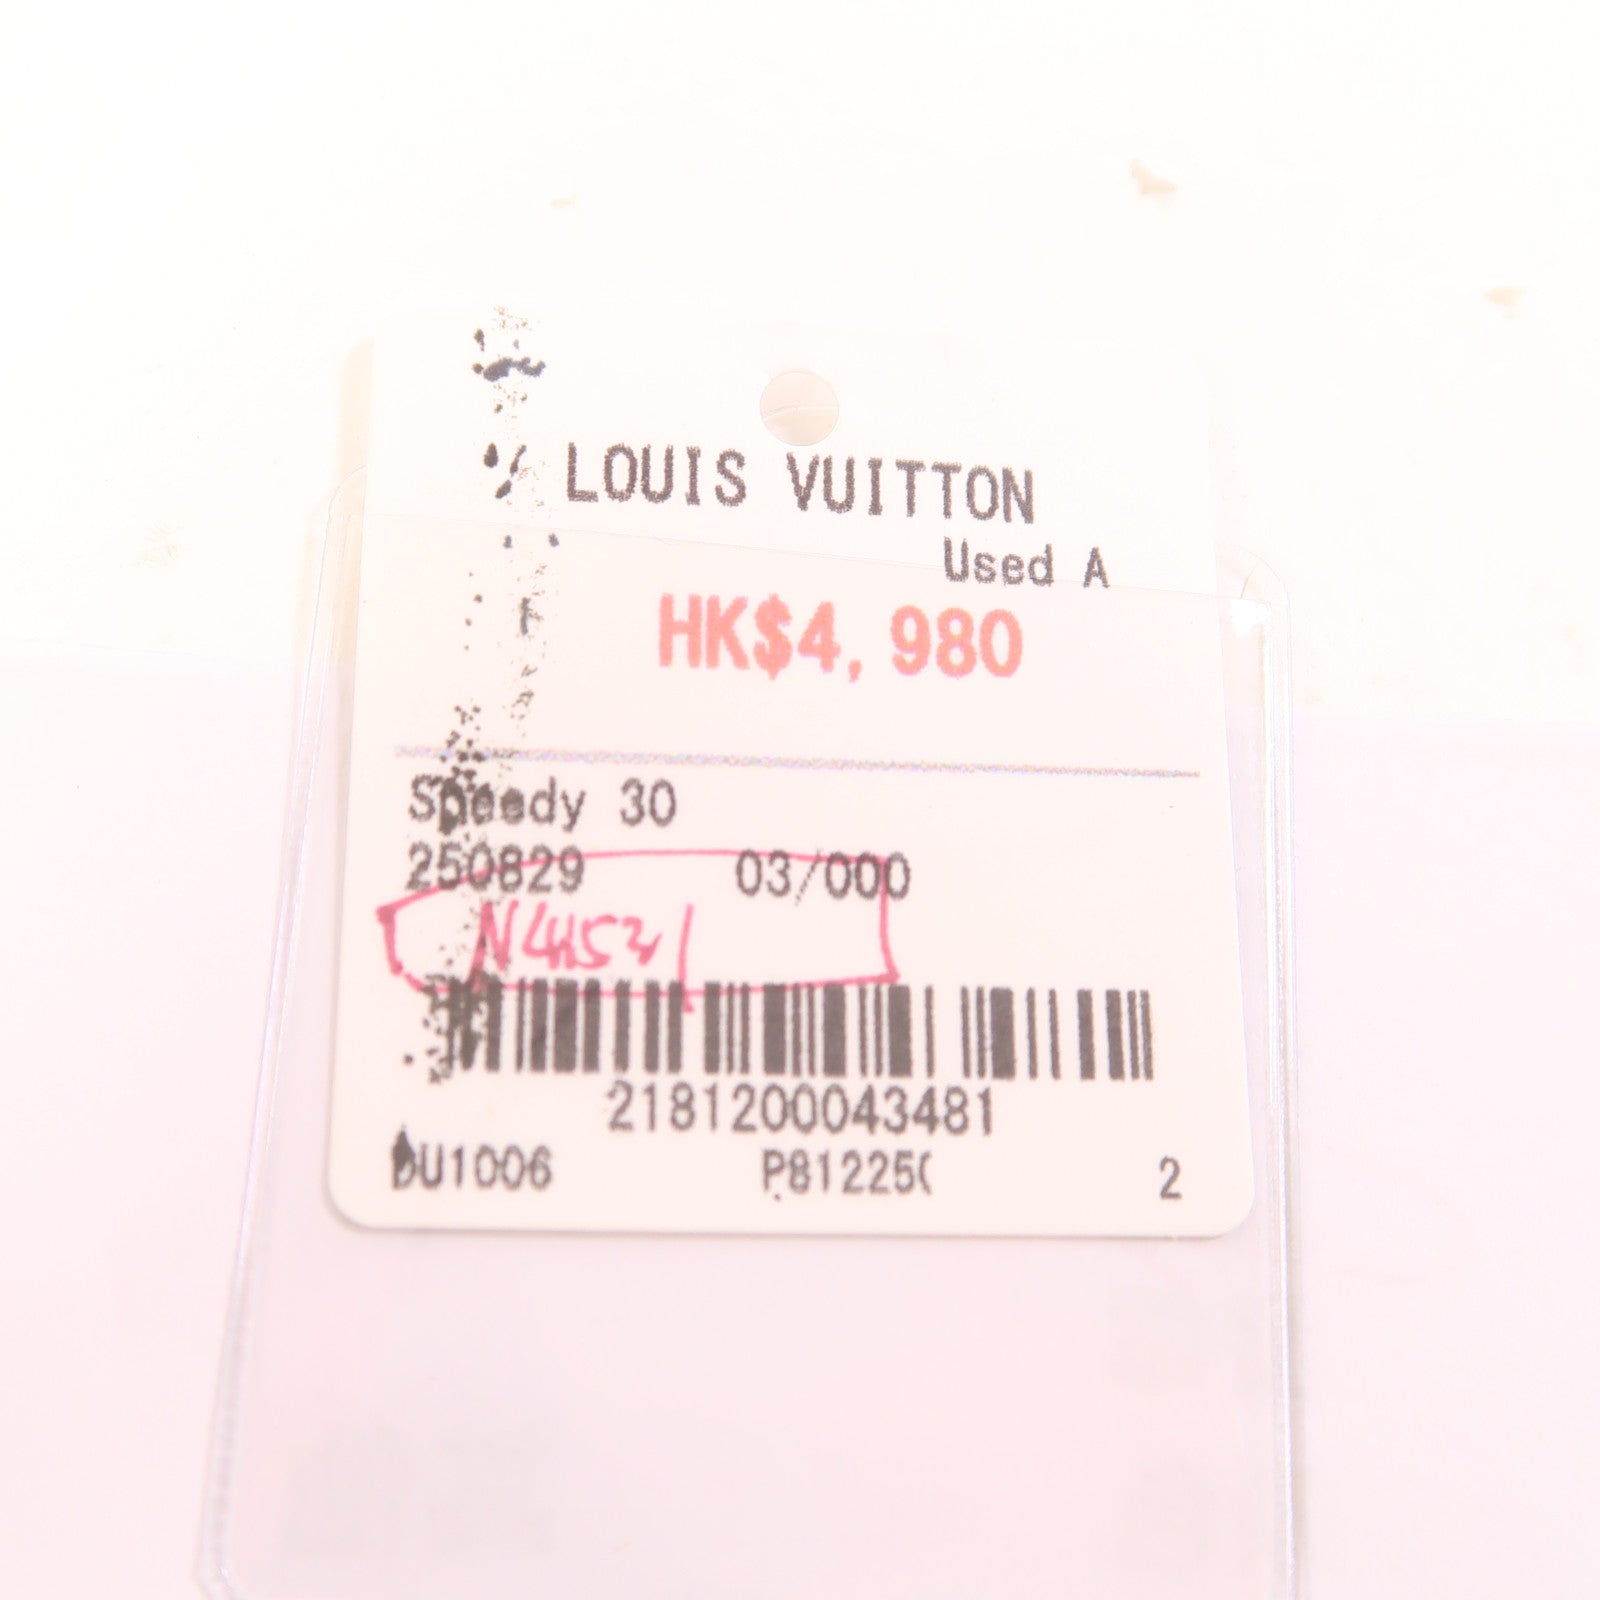 LOUIS VUITTON
Used A
HK$4,980
Speedy 30
250829 03/000
N41531
2181200043481
DU1006 P81225( 2